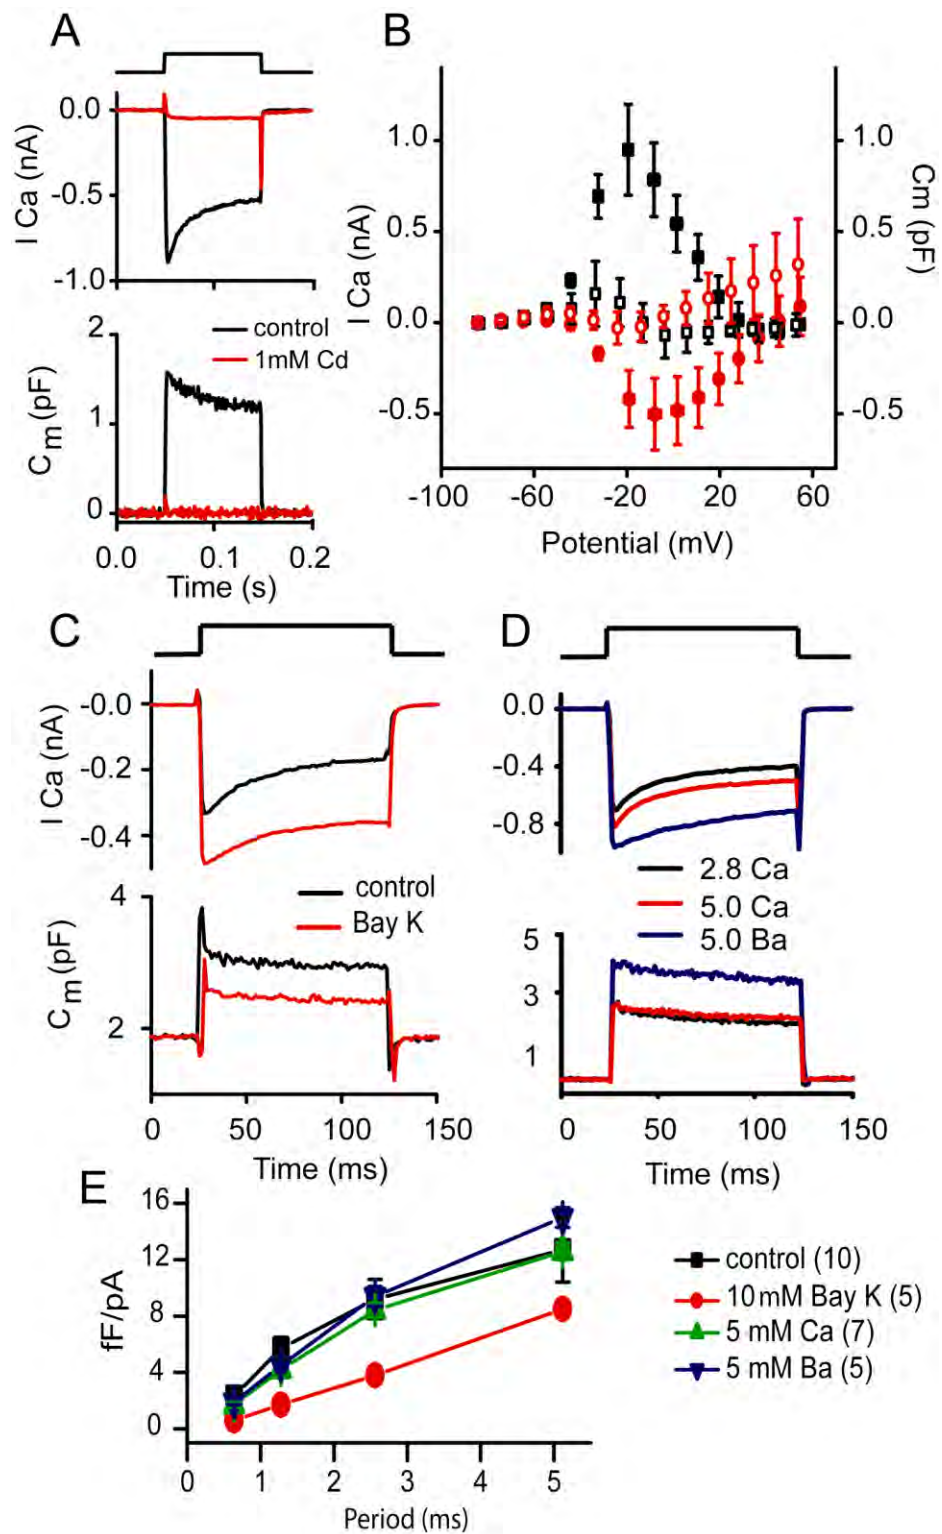 A
B
I Ca (nA)
0.0
-0.5
-1.0
control
1mM Cd
Cm (pF)
2
1
0
0.0
0.1
0.2
Time (s)
I Ca (nA)
1.0
0.5
0.0
-0.5
1.0
0.5
0.0
-0.5
Cm (pF)
-100
-60
-20
20
60
Potential (mV)
C
D
I Ca (nA)
-0.0
-0.2
-0.4
control
Bay K
Cm (pF)
4
2
0
50
100
150
Time (ms)
0.0
-0.4
-0.8
2.8 Ca
5.0 Ca
5.0 Ba
5
3
1
0
50
100
150
Time (ms)
E
fF/pA
16
12
8
4
0
0
1
2
3
4
5
Period (ms)
control (10)
10 mM Bay K (5)
5 mM Ca (7)
5 mM Ba (5)